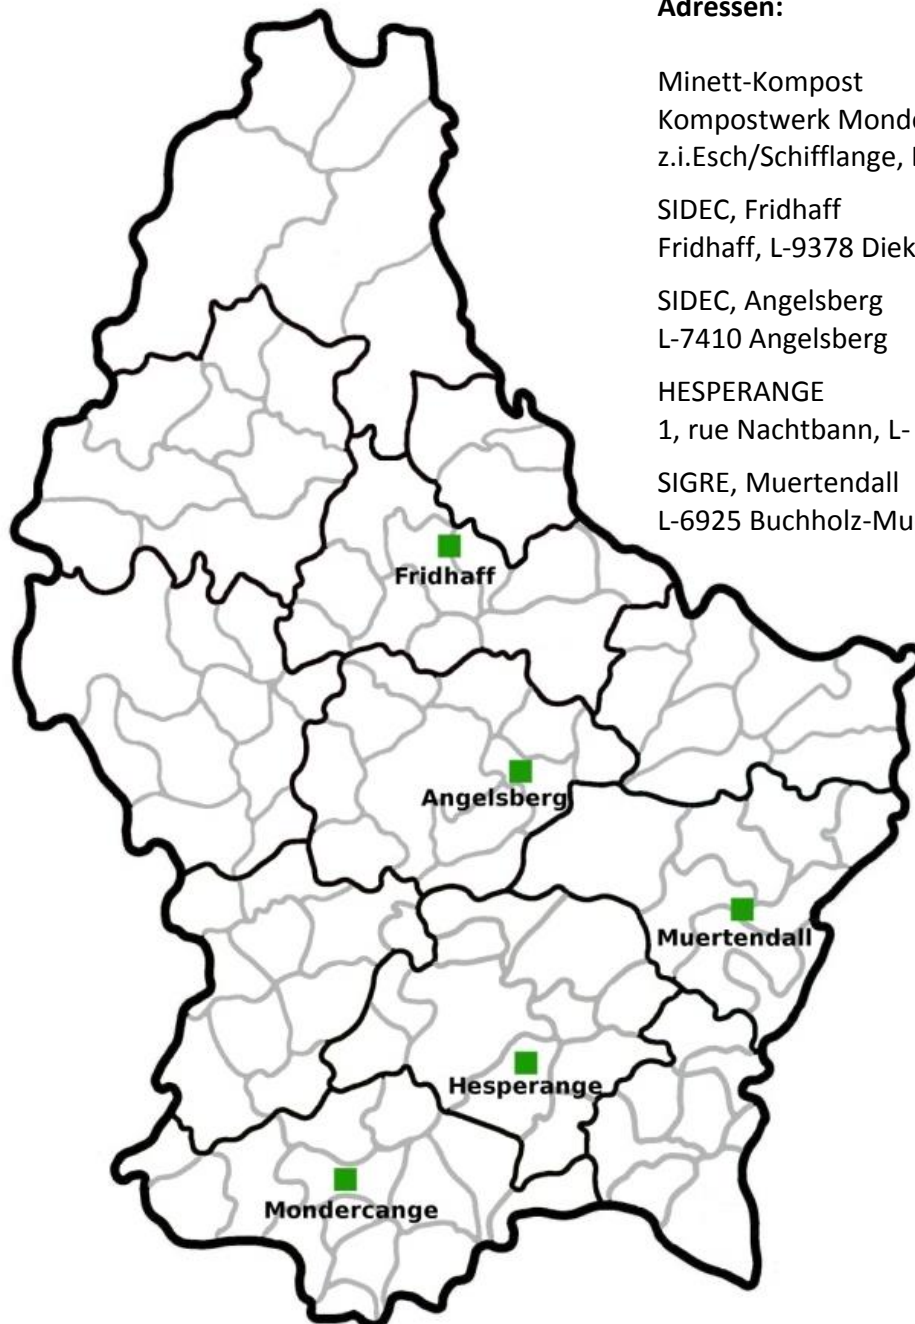 Adressen:
Minett-Kompost
Kompostwerk Monde
z.i.Esch/Schifflange,
SIDEC, Fridhaff
Fridhaff, L-9378 Diek
SIDEC, Angelsberg
L-7410 Angelsberg
HESPERANGE
1, rue Nachtbann, L-
SIGRE, Muertendall
L-6925 Buchholz-Mu
Fridhaff
Angelsberg
Muertendall
Hesperange
Mondercange